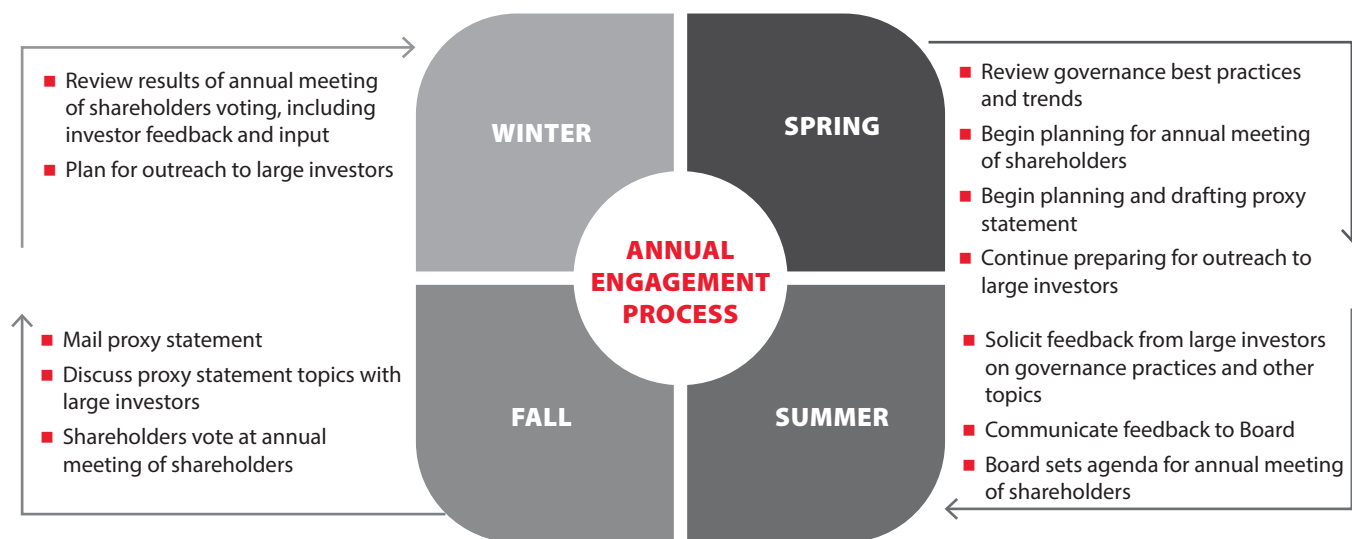 WINTER
■ Review results of annual meeting
of shareholders voting, including
investor feedback and input
■ Plan for outreach to large investors
SPRING
■ Review governance best practices
and trends
■ Begin planning for annual meeting
of shareholders
■ Begin planning and drafting proxy
statement
■ Continue preparing for outreach to
large investors
ANNUAL
ENGAGEMENT
PROCESS
FALL
■ Mail proxy statement
■ Discuss proxy statement topics with
large investors
■ Shareholders vote at annual
meeting of shareholders
SUMMER
■ Solicit feedback from large investors
on governance practices and other
topics
■ Communicate feedback to Board
■ Board sets agenda for annual meeting
of shareholders